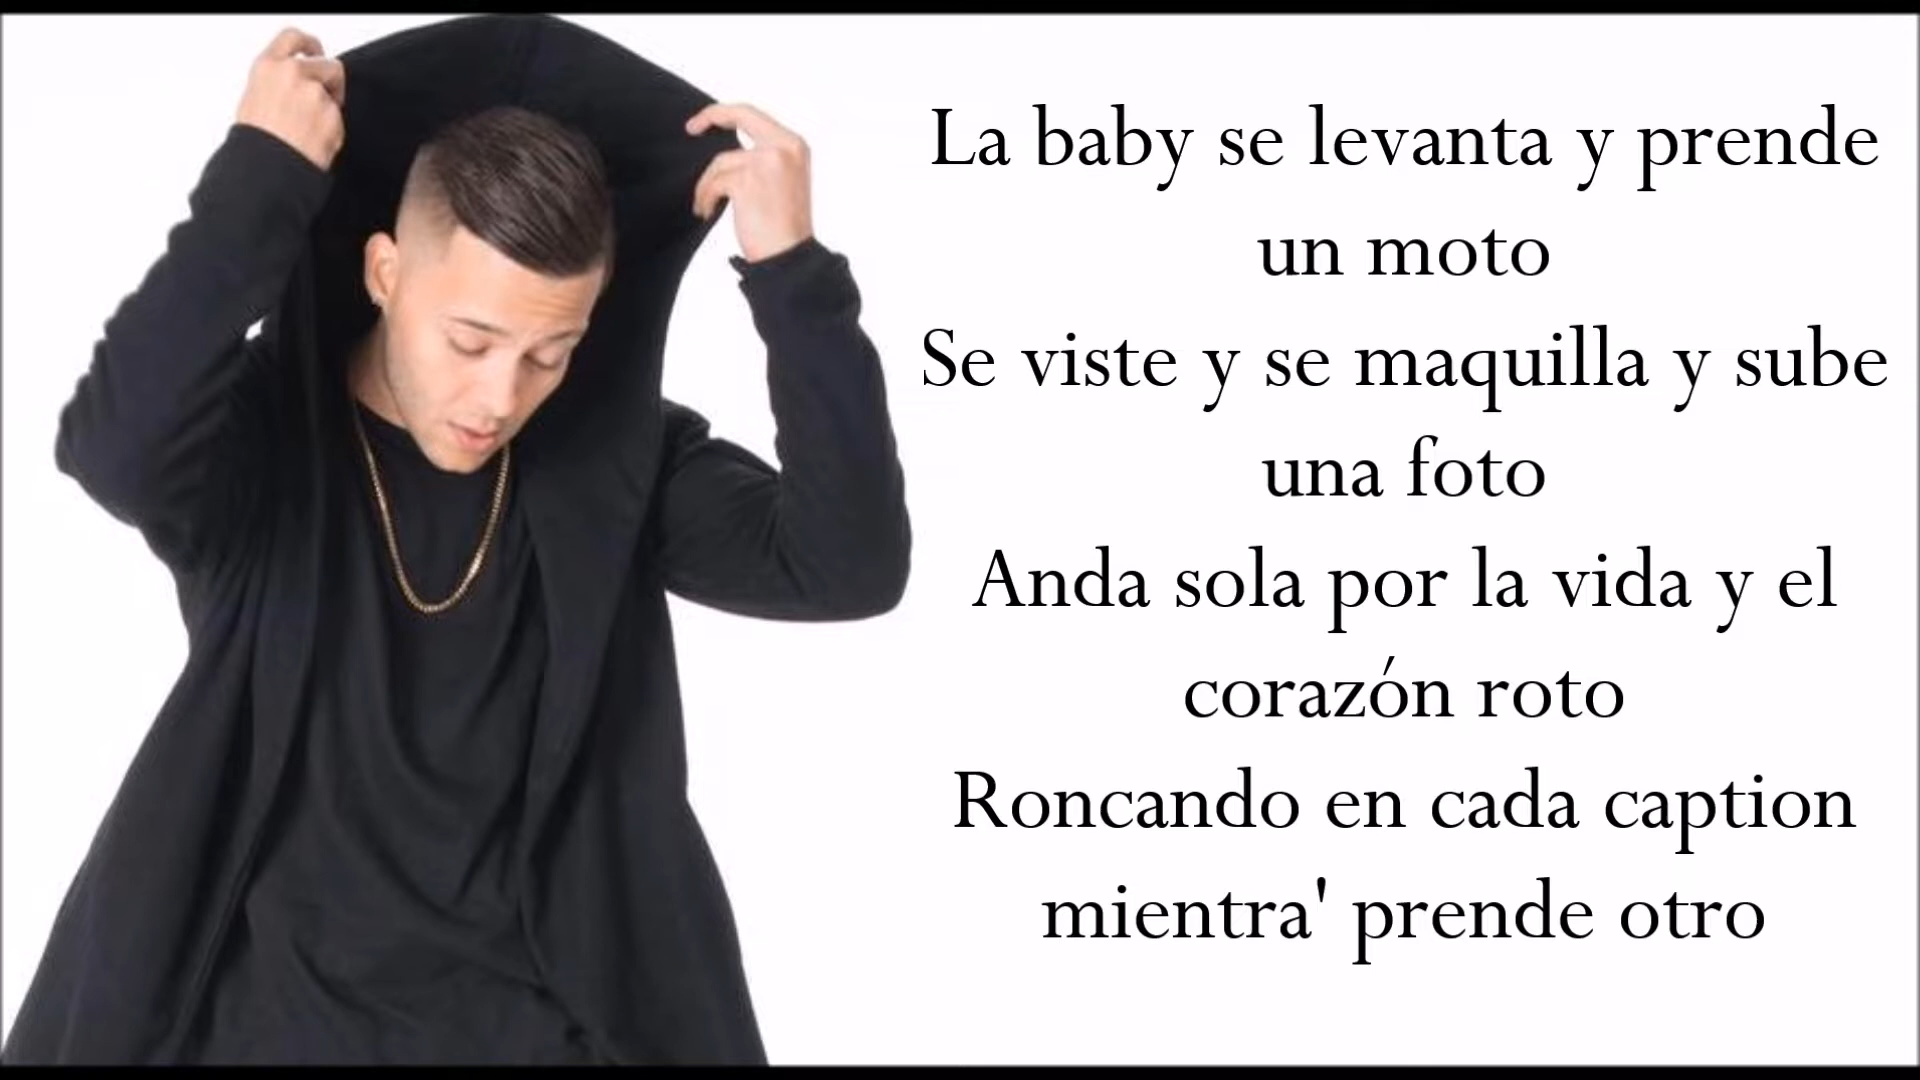 La baby se levanta y prende
un moto
Se viste y se maquilla y sube
una foto
Anda sola por la vida y el
corazón roto
Roncando en cada caption
mientra' prende otro